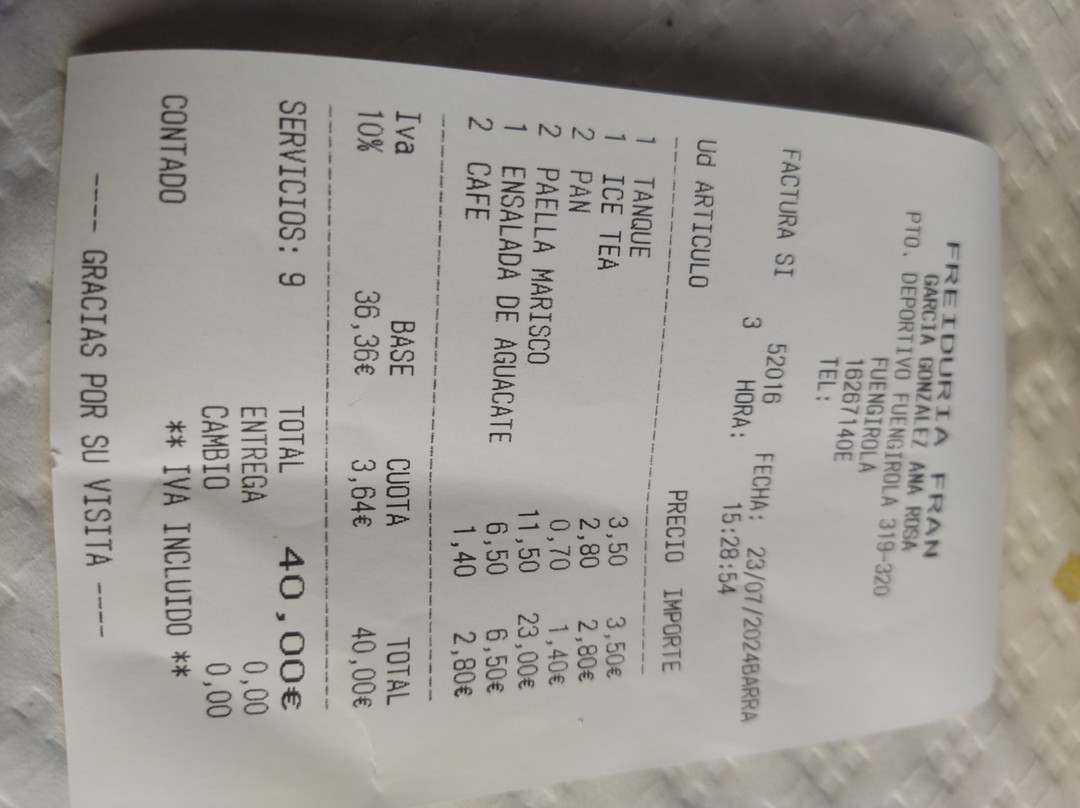 FREIDURIA FRAN
GARCIA GONZALEZ ANA ROSA
PTO. DEPORTIVO FUENGIROLA 319-320
FUENGIROLA
16267140E
TEL:
FACTURA SI 52016 FECHA: 23/07/2024BARRA
3 HORA: 15:28:54
Ud ARTICULO PRECIO IMPORTE
1 TANQUE 3,50 3,50€
1 ICE TEA 2,80 2,80€
2 PAN 0,70 1,40€
2 PAELLA MARISCO 11,50 23,00€
1 ENSALADA DE AGUACATE 6,50 6,50€
2 CAFE 1,40 2,80€
Iva BASE CUOTA TOTAL
10% 36,36€ 3,64€ 40,00€
SERVICIOS: 9 TOTAL 40,00€
ENTREGA 0,00
CAMBIO 0,00
CONTADO ** IVA INCLUIDO **
---- GRACIAS POR SU VISITA ----